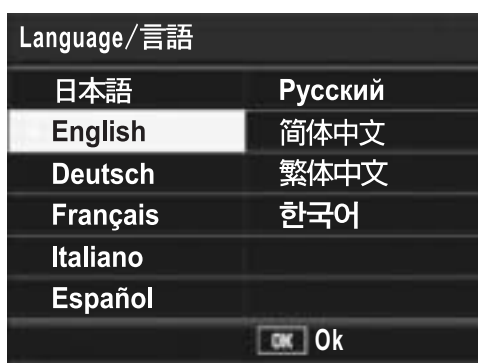 Language/言語
日本語
English
Deutsch
Français
Italiano
Español
Русский
简体中文
繁体中文
한국어
OK Ok